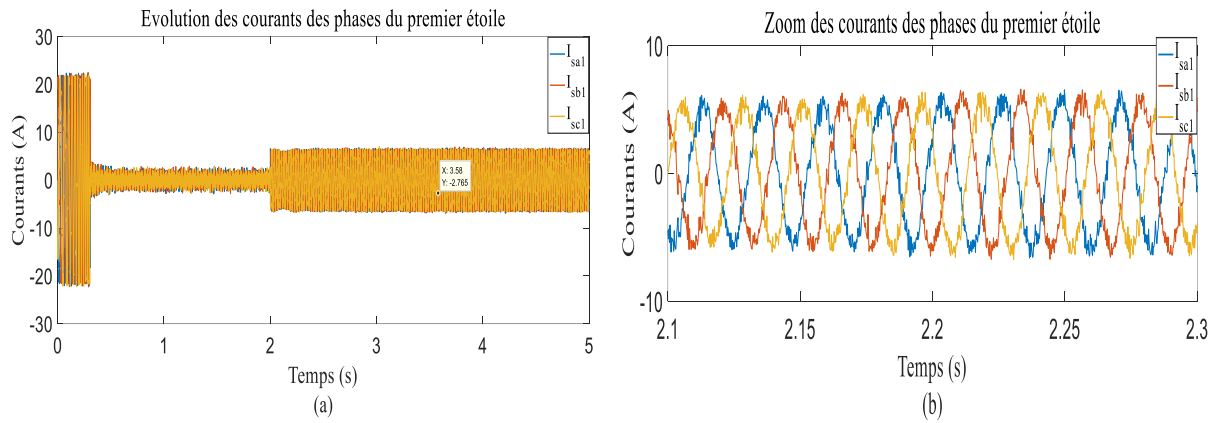 Evolution des courants des phases du premier étoile
30
20
10
0
-10
-20
-30
Courants (A)
I_sa1
I_sb1
I_sc1
X: 3.58
Y: -2.765
0 1 2 3 4 5
Temps (s)
(a)
Zoom des courants des phases du premier étoile
10
0
-10
Courants (A)
I_sa1
I_sb1
I_sc1
2.1 2.15 2.2 2.25 2.3
Temps (s)
(b)